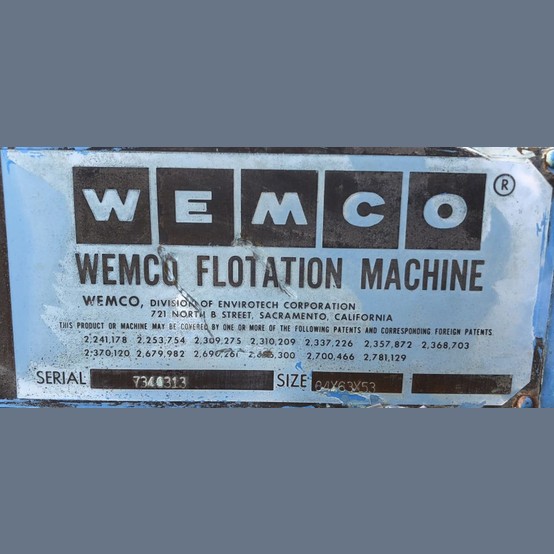 WEMCO ®
WEMCO FLOTATION MACHINE
WEMCO, DIVISION OF ENVIROTECH CORPORATION
721 NORTH B STREET, SACRAMENTO, CALIFORNIA
THIS PRODUCT OR MACHINE MAY BE COVERED BY ONE OR MORE OF THE FOLLOWING PATENTS AND CORRESPONDING FOREIGN PATENTS
2,241,178 2,253,754 2,309,275 2,310,209 2,337,226 2,357,872 2,368,703
2,370,120 2,679,982 2,700,466 2,781,129
SERIAL SIZE